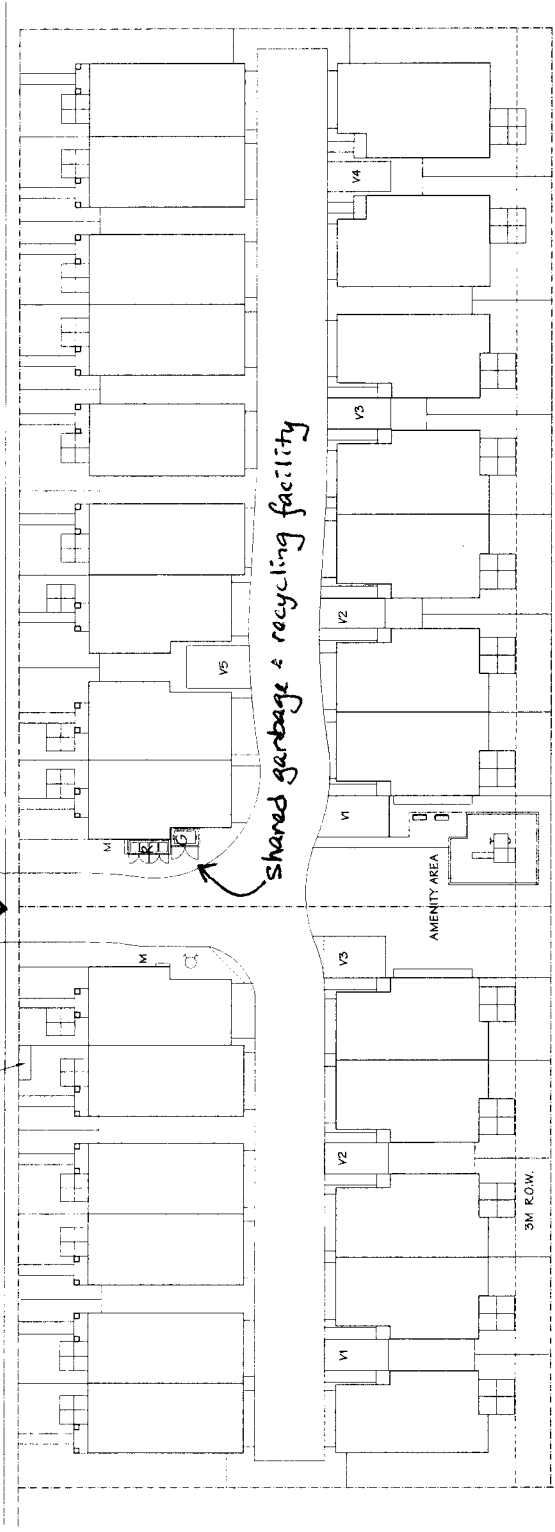 V4
V3
shared garbage & recycling facility
V2
V5
V1
M
R
G
AMENITY AREA
M
V3
V2
3M R.O.W.
V1